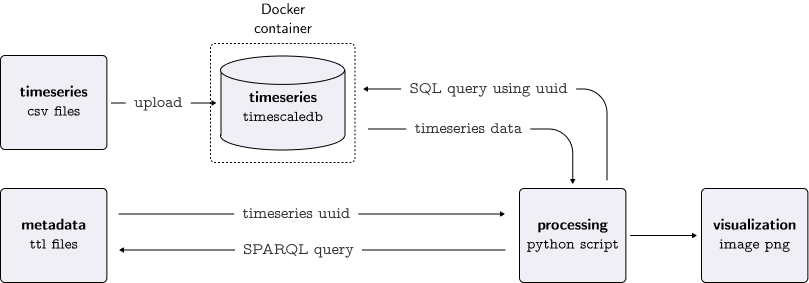 Docker
container
timeseries
csv files
upload
timeseries
timescaledb
SQL query using uuid
timeseries data
metadata
ttl files
timeseries uuid
SPARQL query
processing
python script
visualization
image png